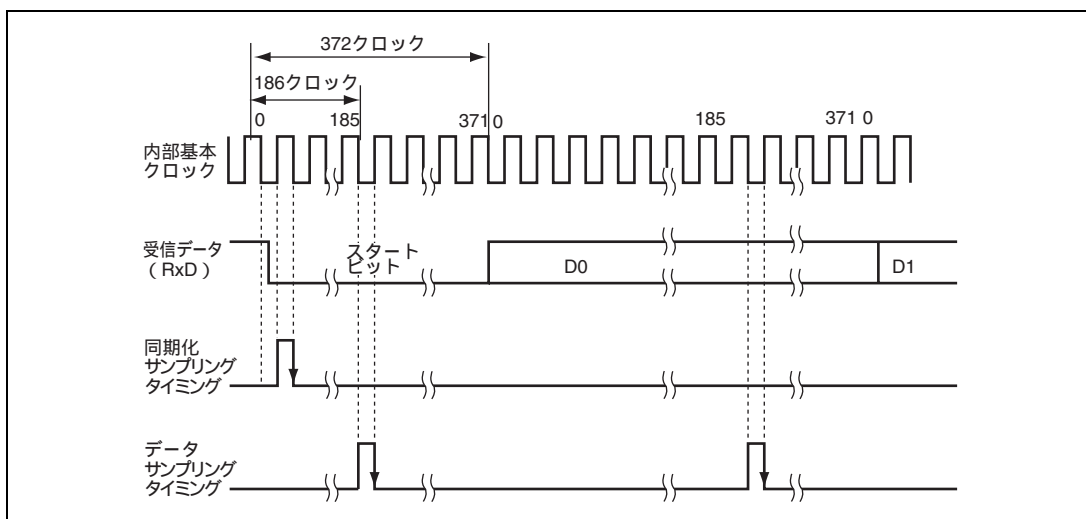 372クロック
186クロック
0 185 371 0 185 371 0
内部基本
クロック
受信データ
（RxD）
スタート
ビット
D0
D1
同期化
サンプリング
タイミング
データ
サンプリング
タイミング